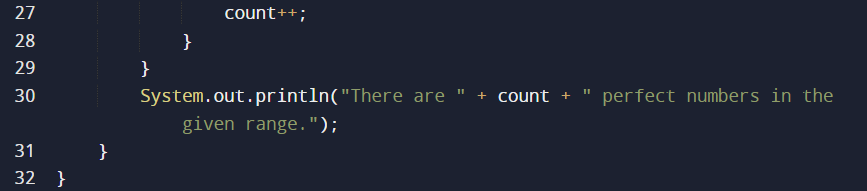 27 count++;
28 }
29 }
30 System.out.println("There are " + count + " perfect numbers in the
given range.");
31 }
32 }